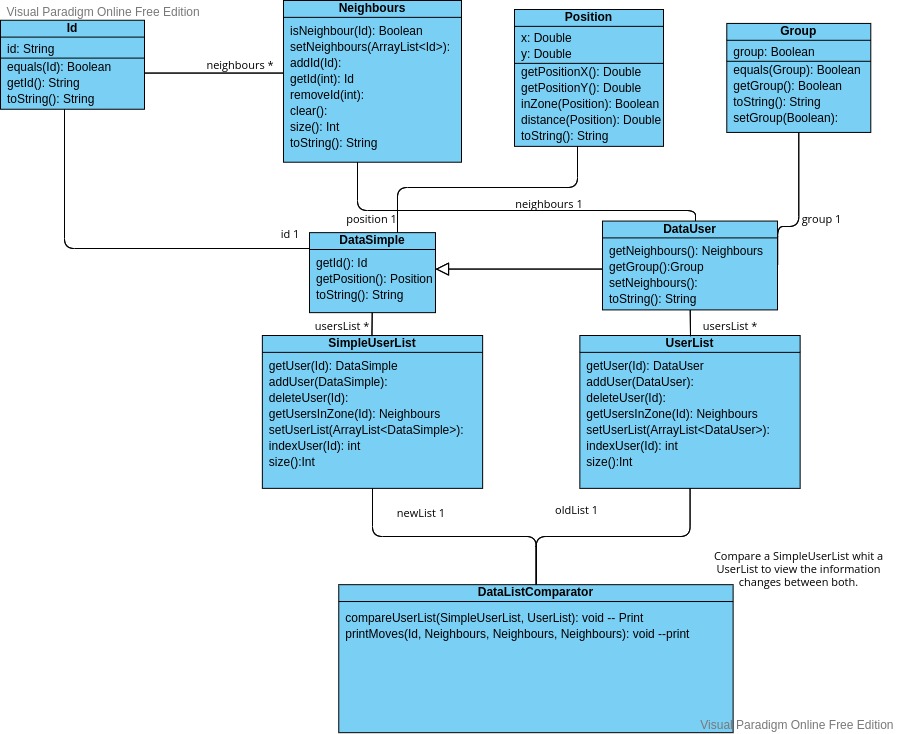 Visual Paradigm Online Free Edition
Id
id: String
equals(Id): Boolean
getId(): String
toString(): String
neighbours *
Neighbours
isNeighbour(Id): Boolean
setNeighbours(ArrayList<Id>):
addId(Id):
getId(int): Id
removeId(int):
clear():
size(): Int
toString(): String
Position
x: Double
y: Double
getPositionX(): Double
getPositionY(): Double
inZone(Position): Boolean
distance(Position): Double
toString(): String
Group
group: Boolean
equals(Group): Boolean
getGroup(): Boolean
toString(): String
setGroup(Boolean):
neighbours 1
position 1
group 1
id 1
DataSimple
getId(): Id
getPosition(): Position
toString(): String
DataUser
getNeighbours(): Neighbours
getGroup():Group
setNeighbours():
toString(): String
usersList *
usersList *
SimpleUserList
getUser(Id): DataSimple
addUser(DataSimple):
deleteUser(Id):
getUsersInZone(Id): Neighbours
setUserList(ArrayList<DataSimple>):
indexUser(Id): int
size():Int
UserList
getUser(Id): DataUser
addUser(DataUser):
deleteUser(Id):
getUsersInZone(Id): Neighbours
setUserList(ArrayList<DataUser>):
indexUser(Id): int
size():Int
newList 1
oldList 1
Compare a SimpleUserList whit a
UserList to view the information
changes between both.
DataListComparator
compareUserList(SimpleUserList, UserList): void -- Print
printMoves(Id, Neighbours, Neighbours, Neighbours): void --print
Visual Paradigm Online Free Edition